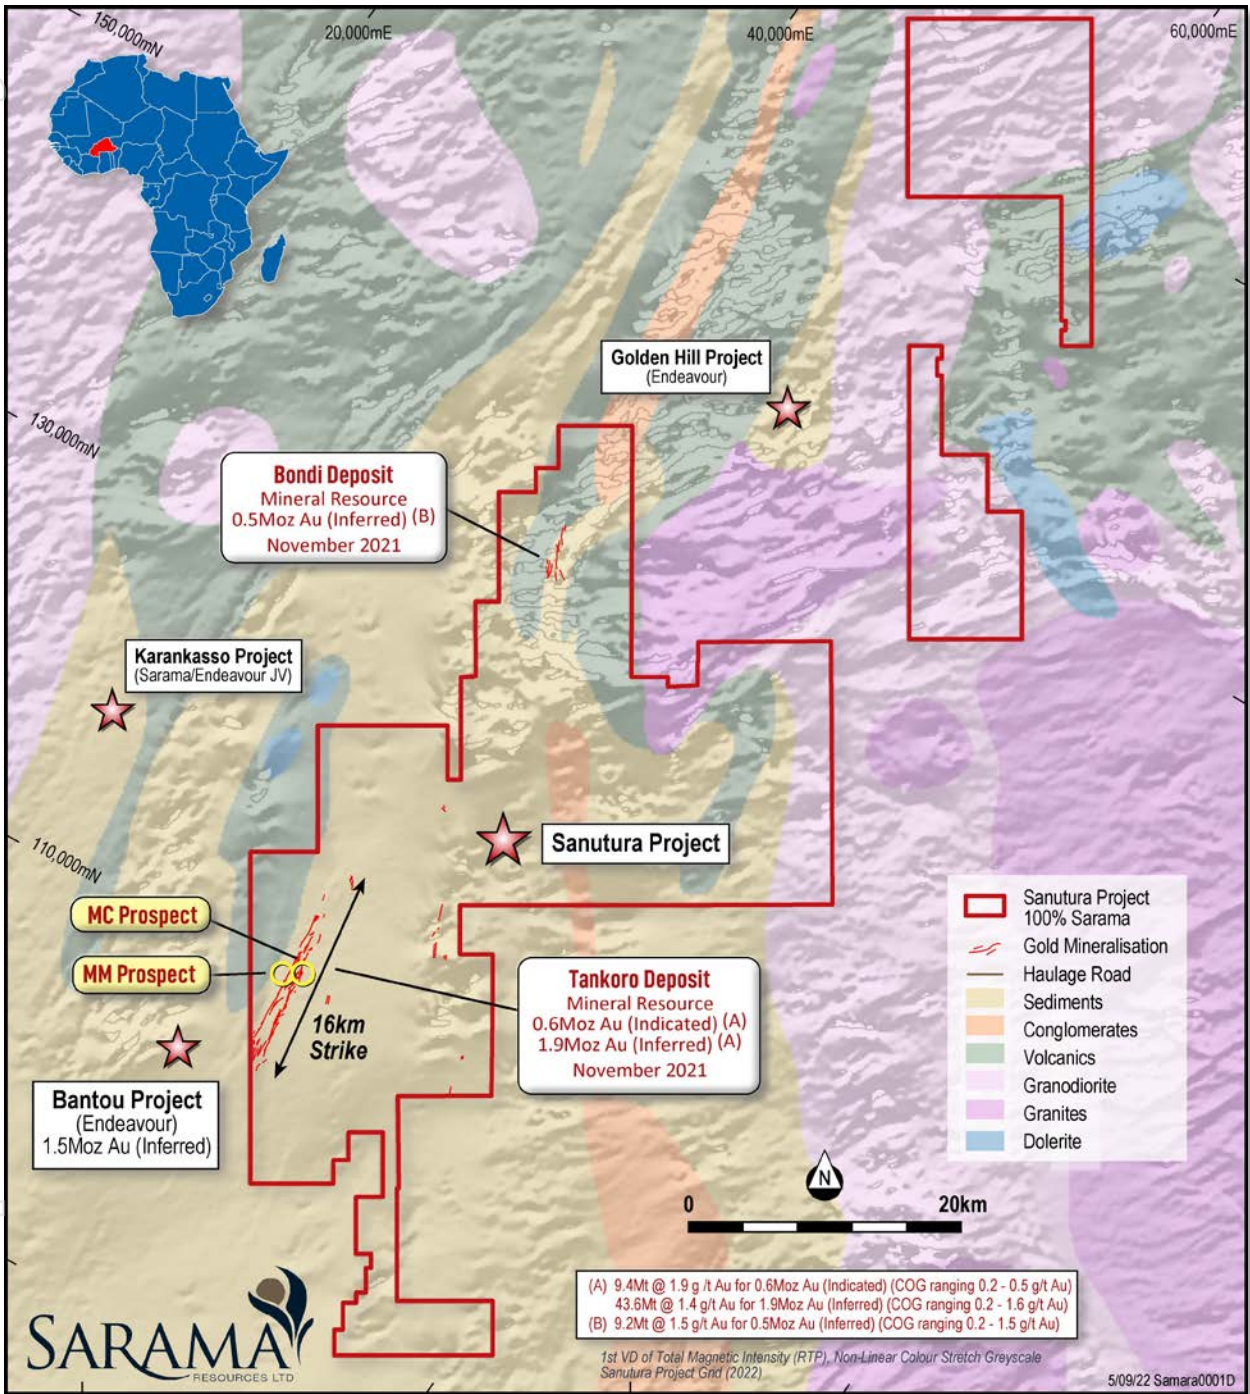 150,000mN
20,000mE
40,000mE
60,000mE
Golden Hill Project
(Endeavour)
130,000mN
Bondi Deposit
Mineral Resource
0.5Moz Au (Inferred) (B)
November 2021
Karankasso Project
(Sarama/Endeavour JV)
Sanutura Project
110,000mN
MC Prospect
MM Prospect
16km
Strike
Tankoro Deposit
Mineral Resource
0.6Moz Au (Indicated) (A)
1.9Moz Au (Inferred) (A)
November 2021
Bantou Project
(Endeavour)
1.5Moz Au (Inferred)
Sanutura Project
100% Sarama
Gold Mineralisation
Haulage Road
Sediments
Conglomerates
Volcanics
Granodiorite
Granites
Dolerite
N
0 20km
(A) 9.4Mt @ 1.9 g /t Au for 0.6Moz Au (Indicated) (COG ranging 0.2 - 0.5 g/t Au)
43.6Mt @ 1.4 g/t Au for 1.9Moz Au (Inferred) (COG ranging 0.2 - 1.6 g/t Au)
(B) 9.2Mt @ 1.5 g/t Au for 0.5Moz Au (Inferred) (COG ranging 0.2 - 1.5 g/t Au)
1st VD of Total Magnetic Intensity (RTP), Non-Linear Colour Stretch Greyscale
Sanutura Project Grid (2022)
SARAMA
RESOURCES LTD
5/09/22 Samara0001D